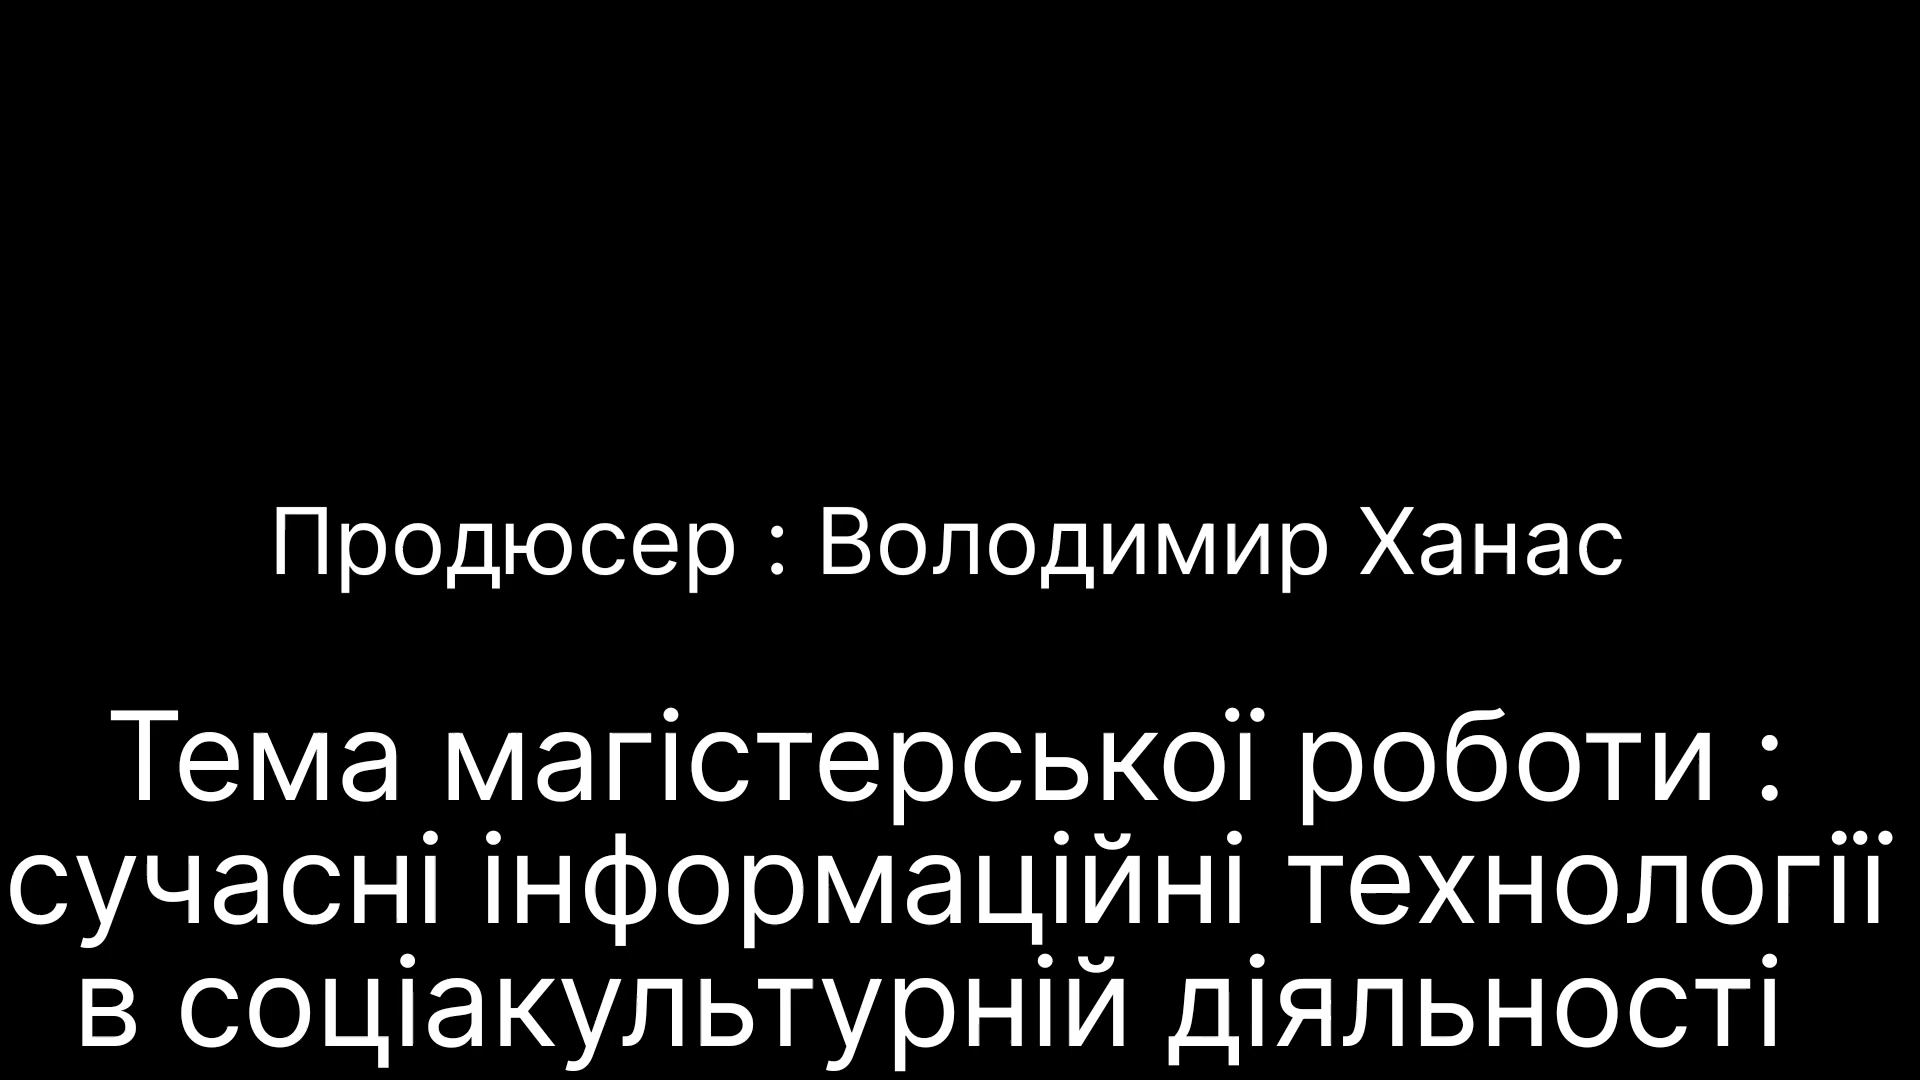 Продюсер : Володимир Ханас
Тема магістерської роботи :
сучасні інформаційні технології
в соціакультурній діяльності